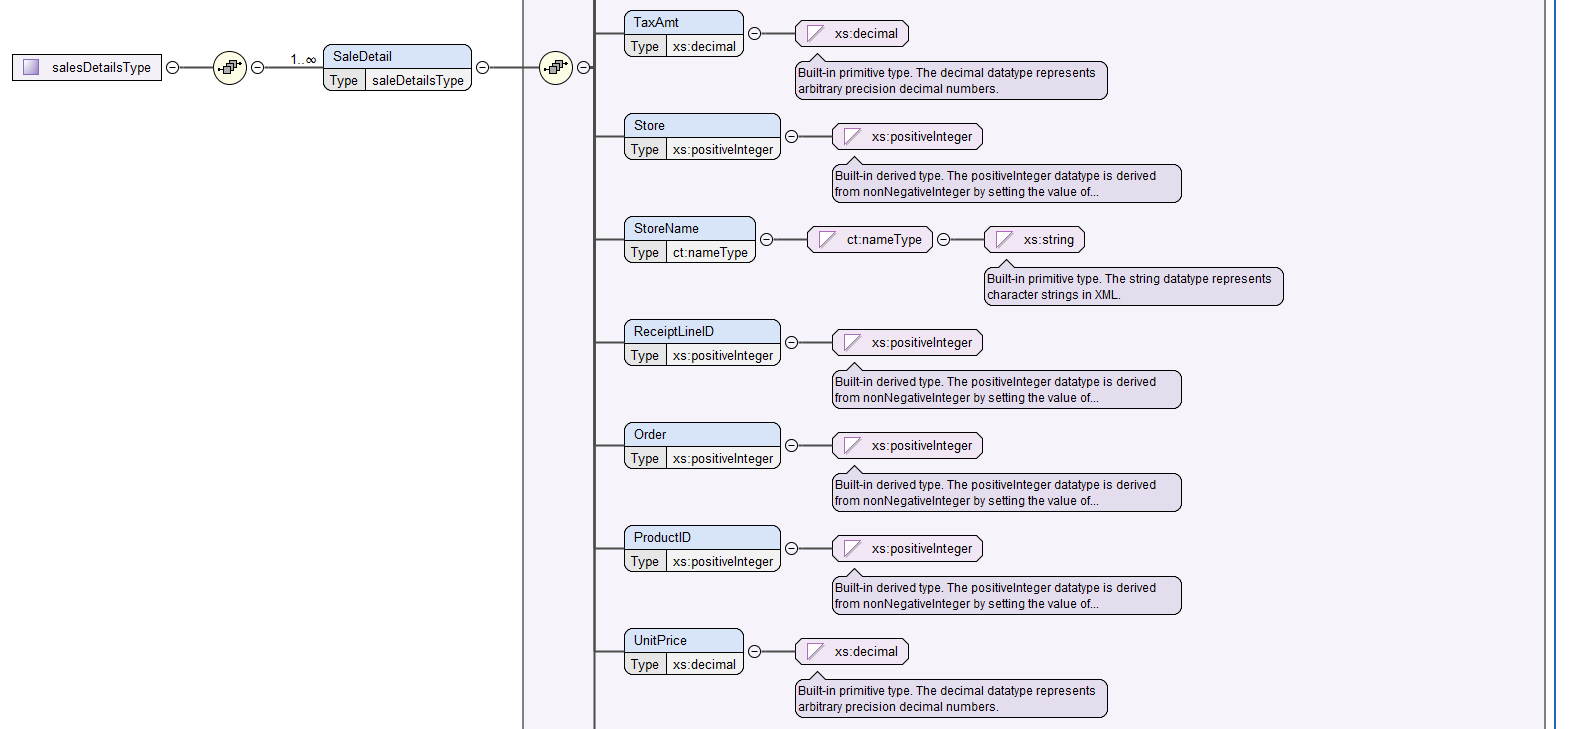 salesDetailsType
1..∞
SaleDetail
Type saleDetailsType
TaxAmt
Type xs:decimal
xs:decimal
Built-in primitive type. The decimal datatype represents
arbitrary precision decimal numbers.
Store
Type xs:positiveInteger
xs:positiveInteger
Built-in derived type. The positiveInteger datatype is derived
from nonNegativeInteger by setting the value of...
StoreName
Type ct:nameType
ct:nameType
xs:string
Built-in primitive type. The string datatype represents
character strings in XML.
ReceiptLineID
Type xs:positiveInteger
xs:positiveInteger
Built-in derived type. The positiveInteger datatype is derived
from nonNegativeInteger by setting the value of...
Order
Type xs:positiveInteger
xs:positiveInteger
Built-in derived type. The positiveInteger datatype is derived
from nonNegativeInteger by setting the value of...
ProductID
Type xs:positiveInteger
xs:positiveInteger
Built-in derived type. The positiveInteger datatype is derived
from nonNegativeInteger by setting the value of...
UnitPrice
Type xs:decimal
xs:decimal
Built-in primitive type. The decimal datatype represents
arbitrary precision decimal numbers.